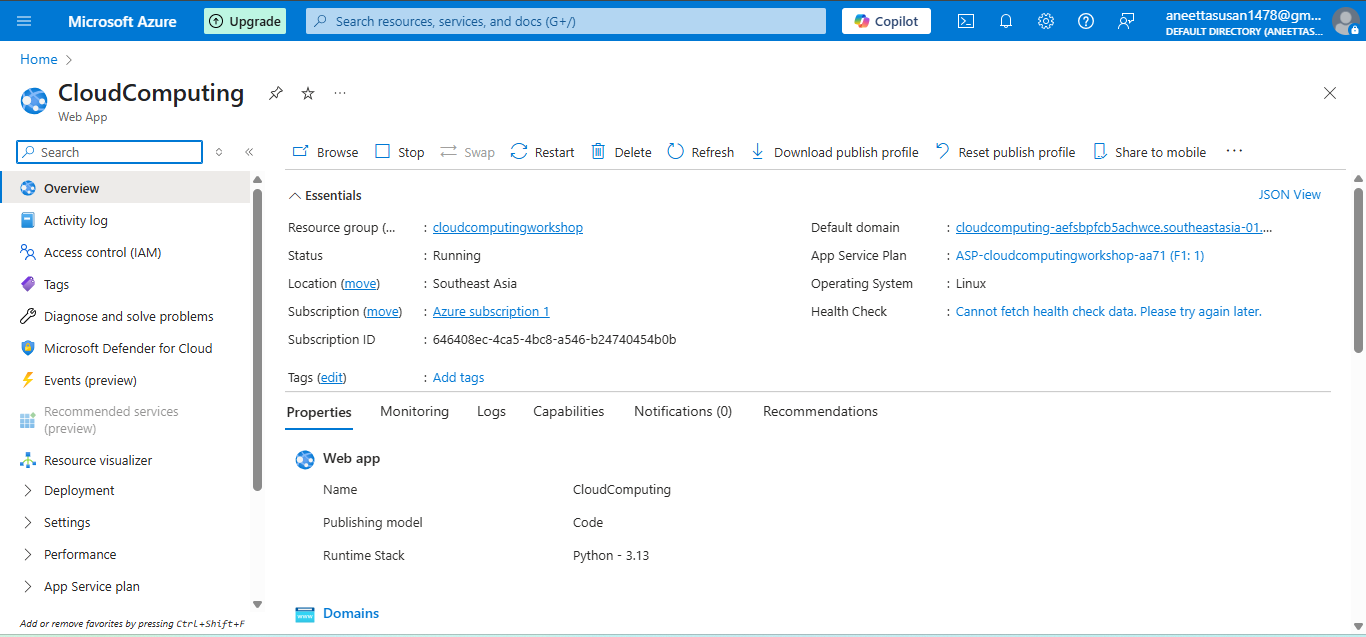 Microsoft Azure
Upgrade
Search resources, services, and docs (G+/)
Copilot
aneettasusan1478@gm...
DEFAULT DIRECTORY (ANEETTAS...
Home
CloudComputing
Web App
Search
Browse
Stop
Swap
Restart
Delete
Refresh
Download publish profile
Reset publish profile
Share to mobile
Overview
Activity log
Access control (IAM)
Tags
Diagnose and solve problems
Microsoft Defender for Cloud
Events (preview)
Recommended services
(preview)
Resource visualizer
Deployment
Settings
Performance
App Service plan
Add or remove favorites by pressing Ctrl+Shift+F
Essentials
JSON View
Resource group (... : cloudcomputingworkshop
Status : Running
Location (move) : Southeast Asia
Subscription (move) : Azure subscription 1
Subscription ID : 646408ec-4ca5-4bc8-a546-b24740454b0b
Default domain : cloudcomputing-aefsbpfcb5achwce.southeastasia-01....
App Service Plan : ASP-cloudcomputingworkshop-aa71 (F1: 1)
Operating System : Linux
Health Check : Cannot fetch health check data. Please try again later.
Tags (edit) : Add tags
Properties
Monitoring
Logs
Capabilities
Notifications (0)
Recommendations
Web app
Name CloudComputing
Publishing model Code
Runtime Stack Python - 3.13
Domains